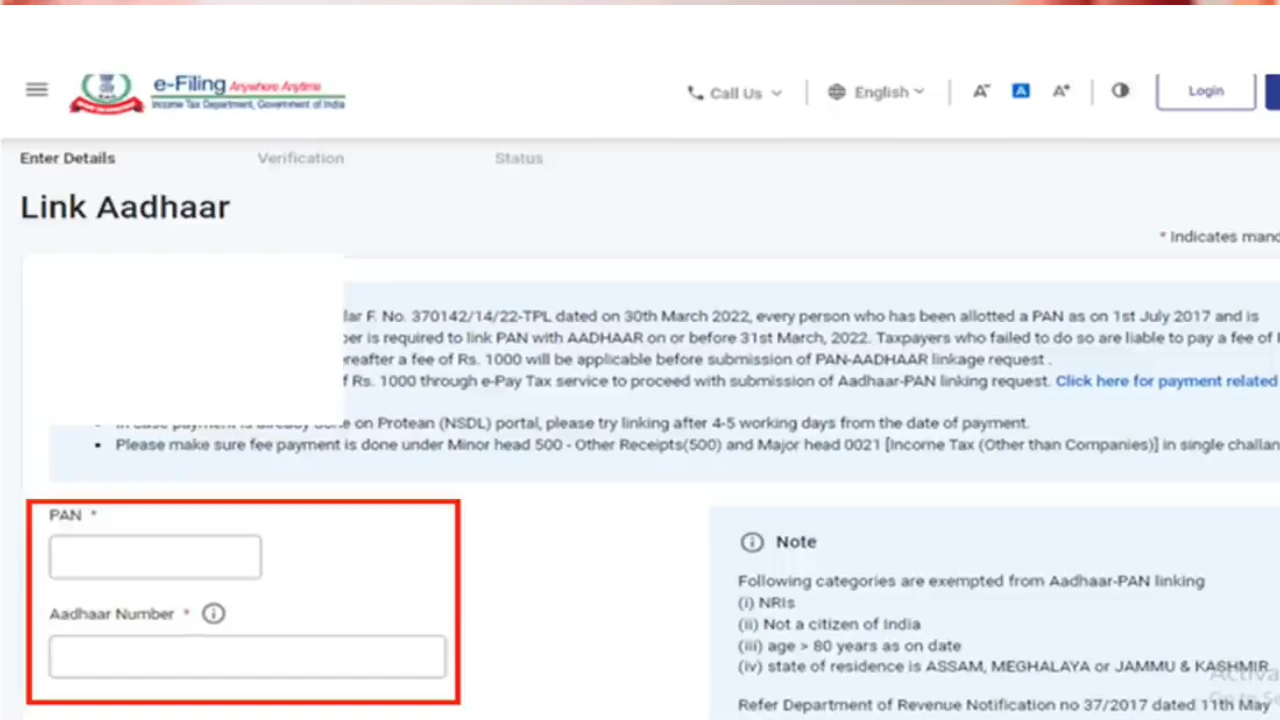 e-Filing Anywhere Anytime
Income Tax Department, Government of India
Call Us
English
A-
A
A+
Login
Enter Details
Verification
Status
Link Aadhaar
* Indicates mand
lar F. No. 370142/14/22-TPL dated on 30th March 2022, every person who has been allotted a PAN as on 1st July 2017 and is
ber is required to link PAN with AADHAAR on or before 31st March, 2022. Taxpayers who failed to do so are liable to pay a fee of
reafter a fee of Rs. 1000 will be applicable before submission of PAN-AADHAAR linkage request .
f Rs. 1000 through e-Pay Tax service to proceed with submission of Aadhaar-PAN linking request. Click here for payment related
• In case payment is already done on Protean (NSDL) portal, please try linking after 4-5 working days from the date of payment.
• Please make sure fee payment is done under Minor head 500 - Other Receipts(500) and Major head 0021 [Income Tax (Other than Companies)] in single challan
PAN *
Aadhaar Number *
Note
Following categories are exempted from Aadhaar-PAN linking
(i) NRIs
(ii) Not a citizen of India
(iii) age > 80 years as on date
(iv) state of residence is ASSAM, MEGHALAYA or JAMMU & KASHMIR
Activa
Go to Se
Refer Department of Revenue Notification no 37/2017 dated 11th May